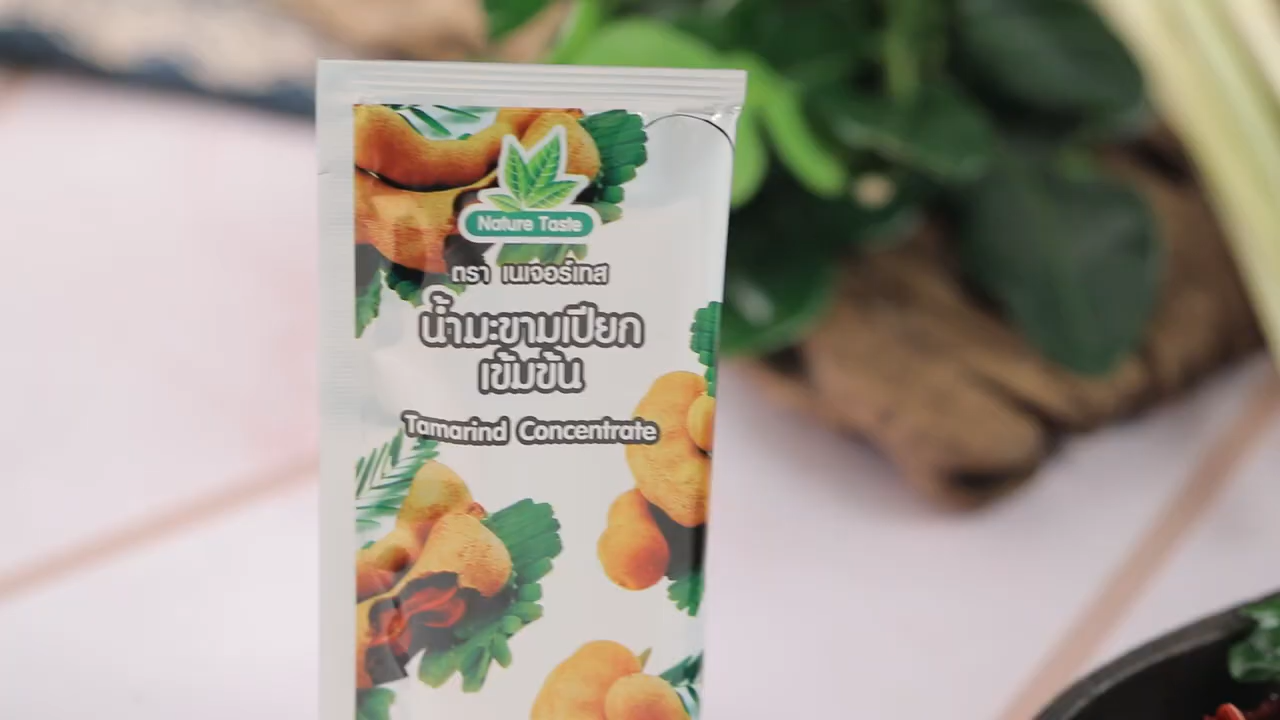 Nature Taste
ตรา เนเจอร์เทส
น้ำมะขามเปียก
เข้มข้น
Tamarind Concentrate